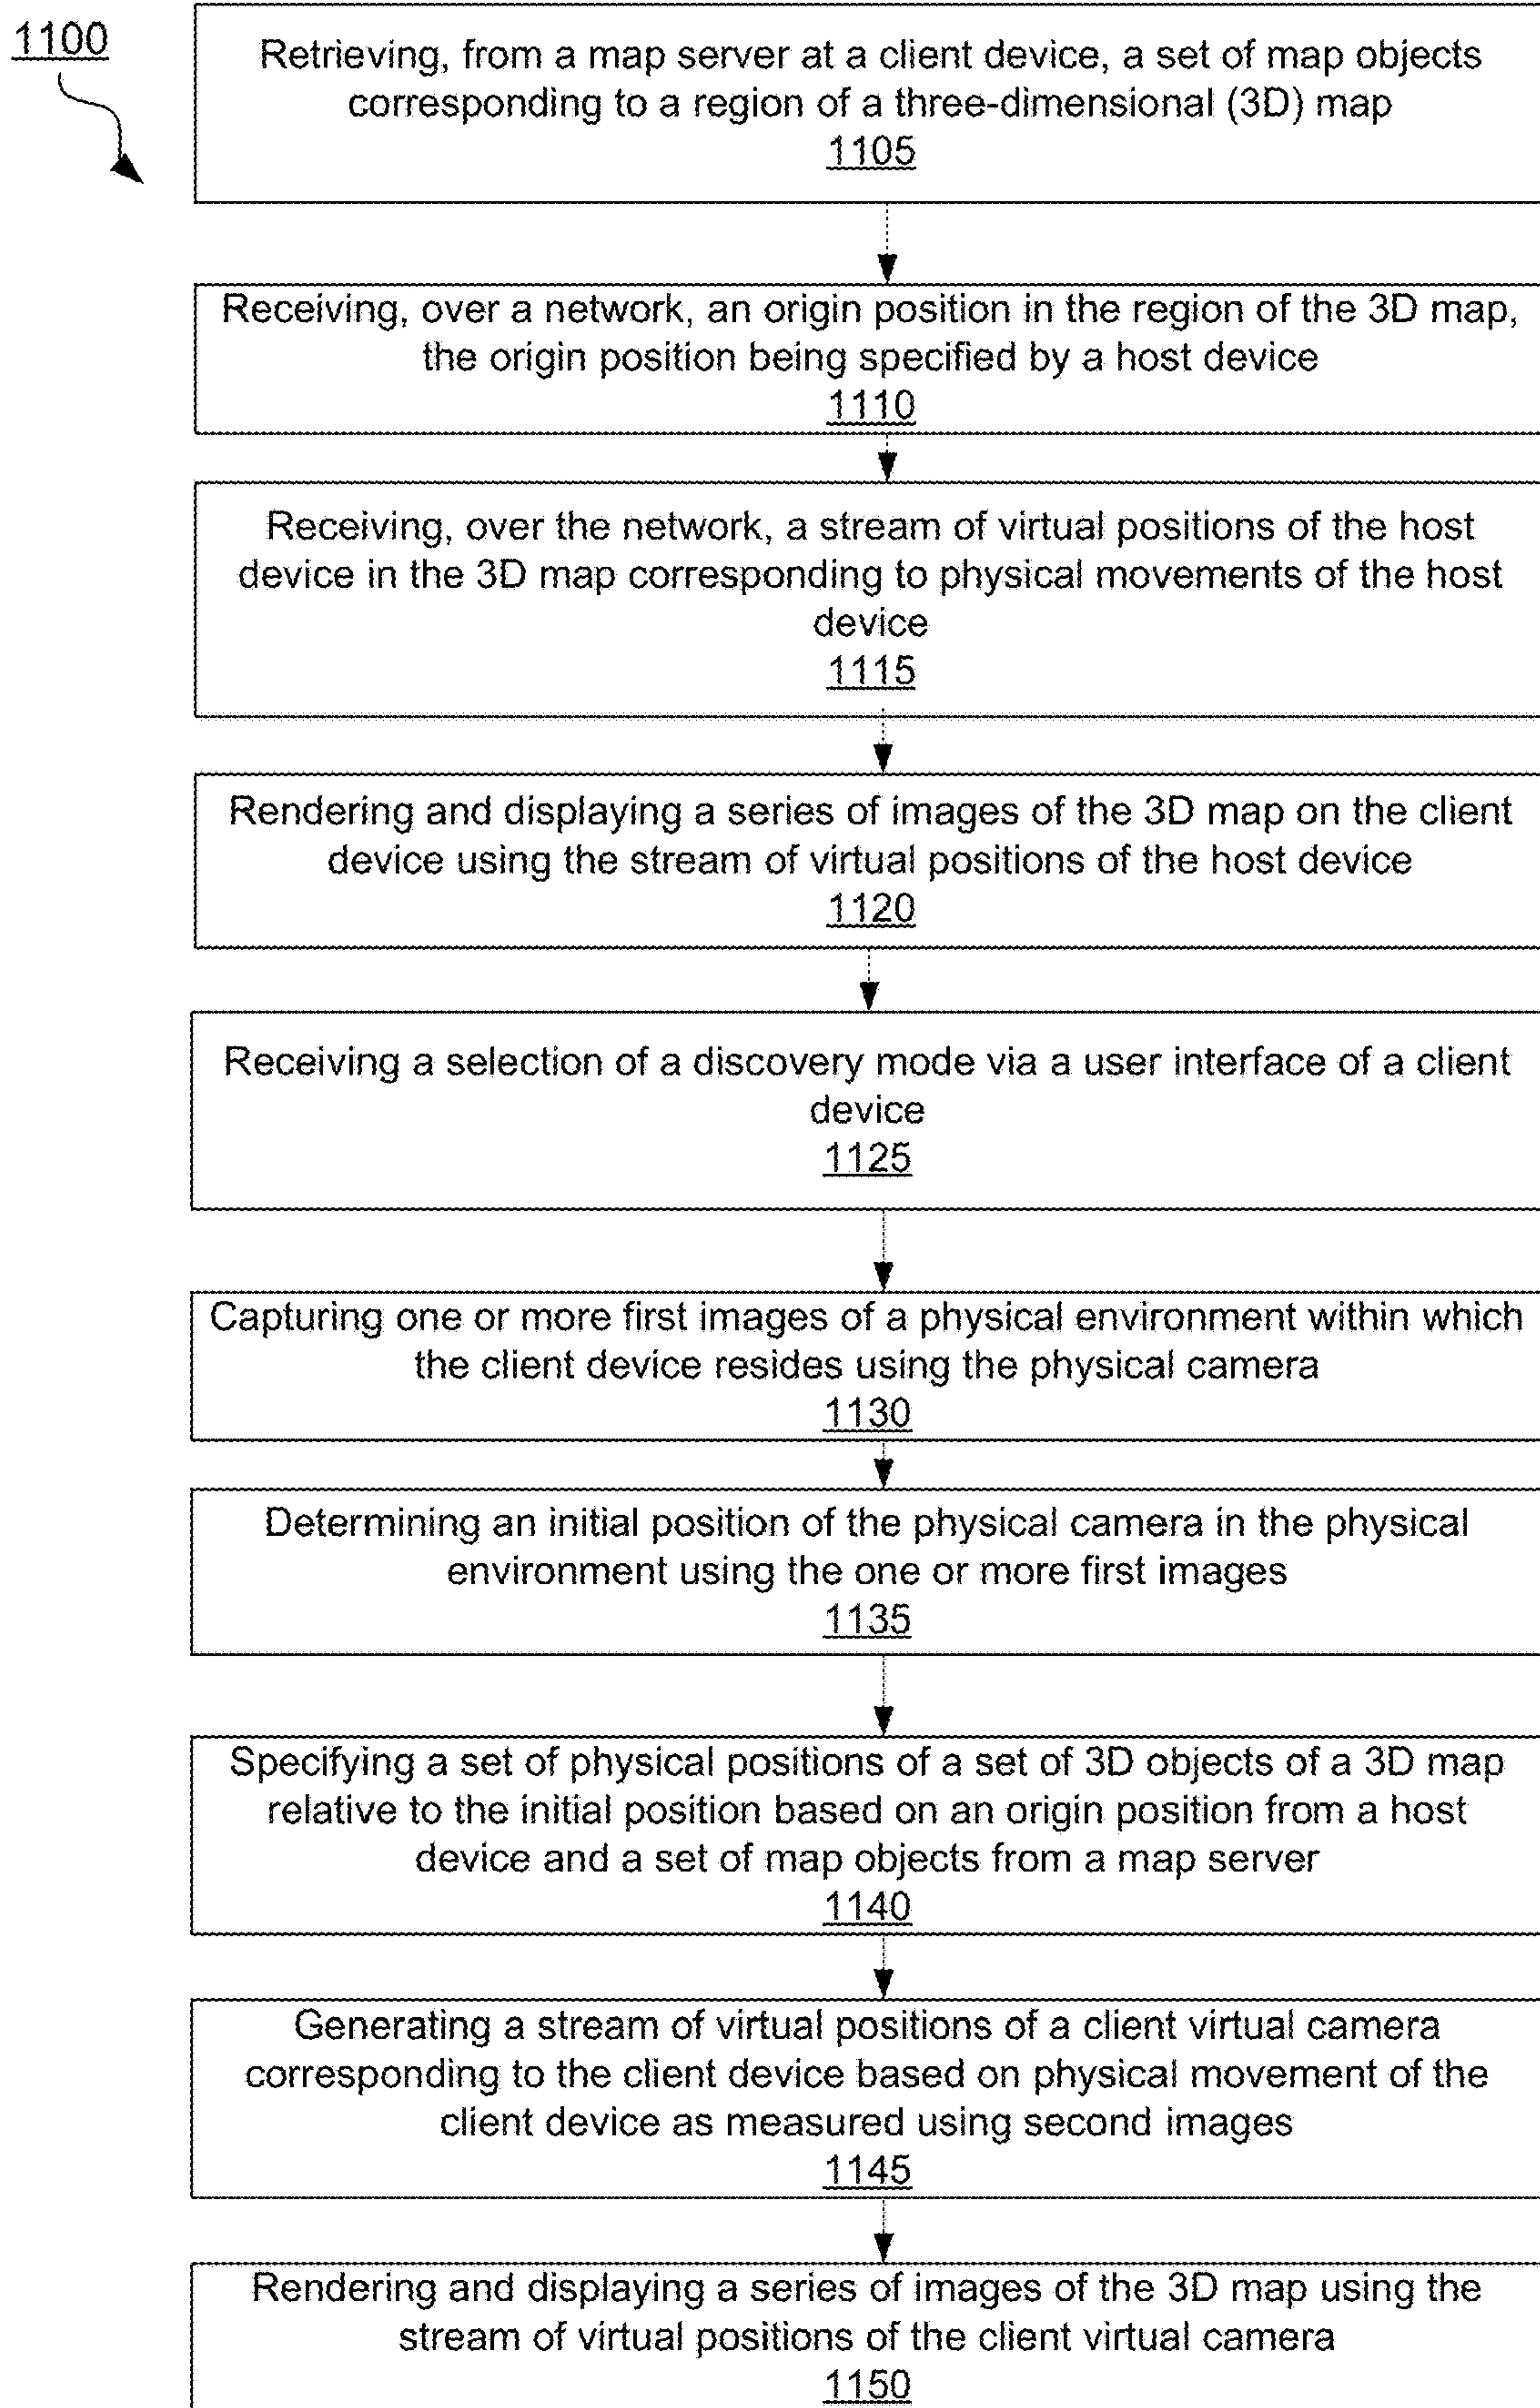 1100
Retrieving, from a map server at a client device, a set of map objects
corresponding to a region of a three-dimensional (3D) map
1105
Receiving, over a network, an origin position in the region of the 3D map,
the origin position being specified by a host device
1110
Receiving, over the network, a stream of virtual positions of the host
device in the 3D map corresponding to physical movements of the host
device
1115
Rendering and displaying a series of images of the 3D map on the client
device using the stream of virtual positions of the host device
1120
Receiving a selection of a discovery mode via a user interface of a client
device
1125
Capturing one or more first images of a physical environment within which
the client device resides using the physical camera
1130
Determining an initial position of the physical camera in the physical
environment using the one or more first images
1135
Specifying a set of physical positions of a set of 3D objects of a 3D map
relative to the initial position based on an origin position from a host
device and a set of map objects from a map server
1140
Generating a stream of virtual positions of a client virtual camera
corresponding to the client device based on physical movement of the
client device as measured using second images
1145
Rendering and displaying a series of images of the 3D map using the
stream of virtual positions of the client virtual camera
1150